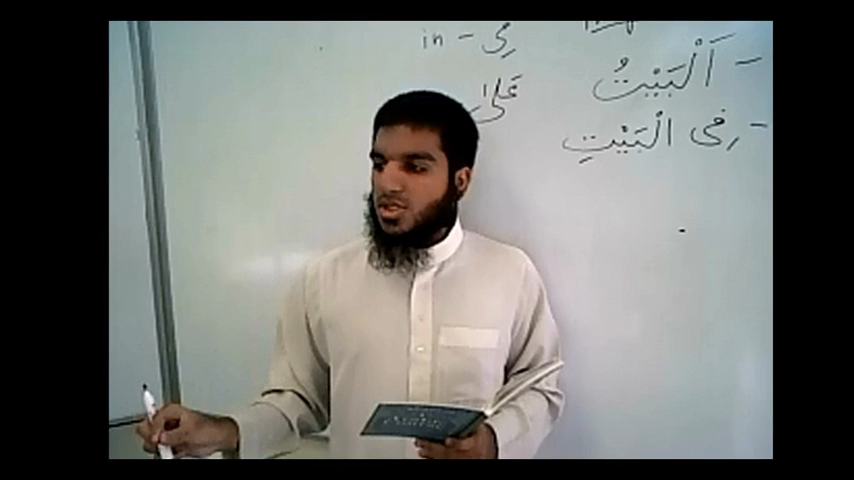 - اَلْبَيْتُ
- فِي الْبَيْتِ
فِي - in
عَلَى